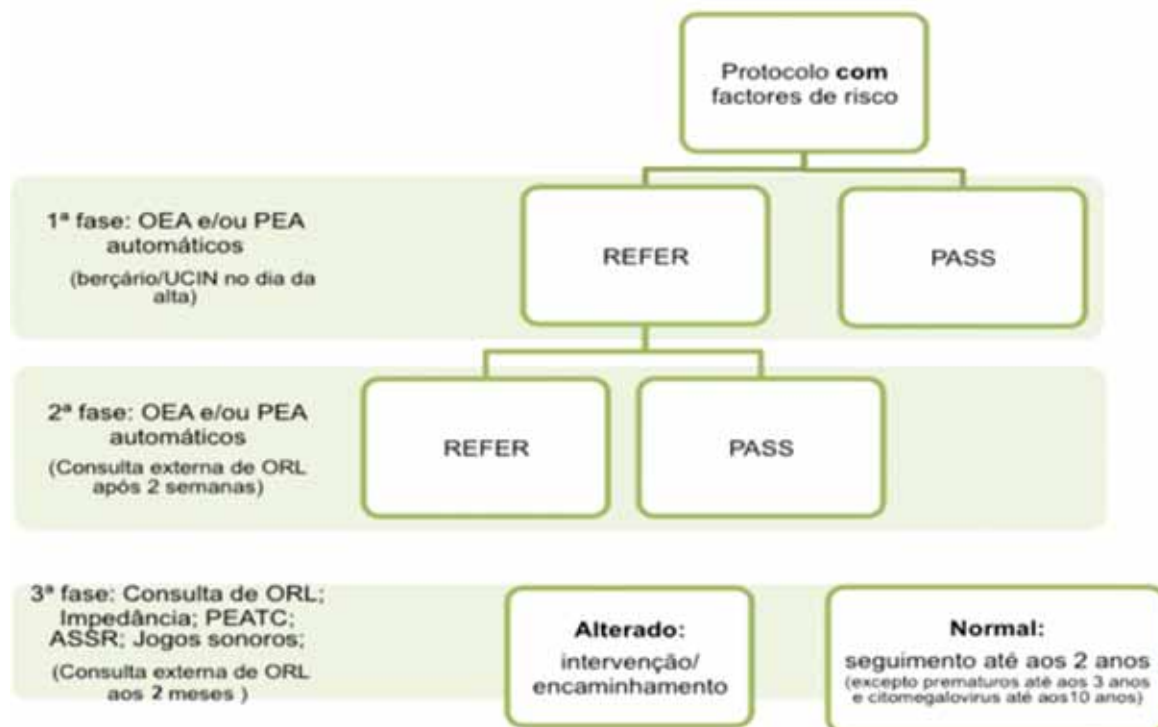 Protocolo com
factores de risco
1ª fase: OEA e/ou PEA
automáticos
(berçário/UCIN no dia da
alta)
REFER
PASS
2ª fase: OEA e/ou PEA
automáticos
(Consulta externa de ORL
após 2 semanas)
REFER
PASS
3ª fase: Consulta de ORL;
Impedância; PEATC;
ASSR; Jogos sonoros;
(Consulta externa de ORL
aos 2 meses )
Alterado:
intervenção/
encaminhamento
Normal:
seguimento até aos 2 anos
(excepto prematuros até aos 3 anos
e citomegalovirus até aos10 anos)